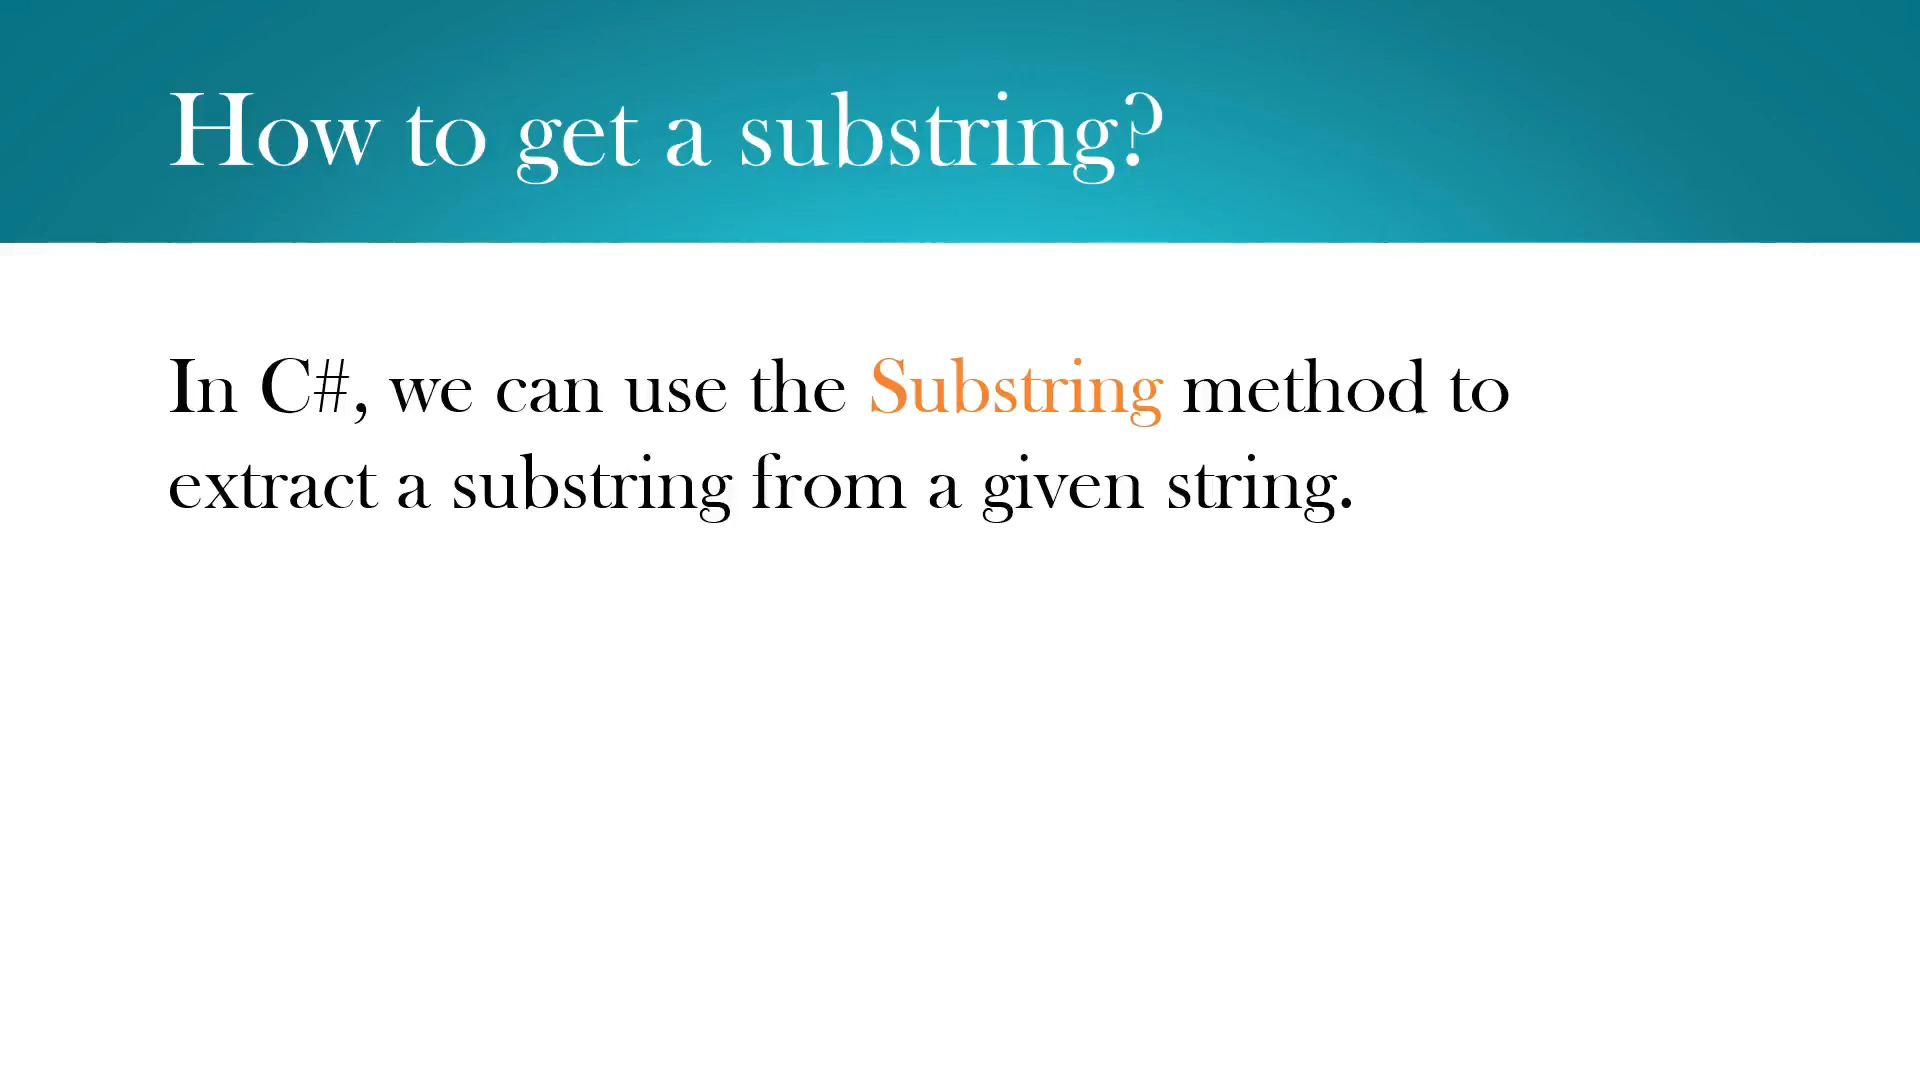 How to get a substring?
In C#, we can use the Substring method to
extract a substring from a given string.